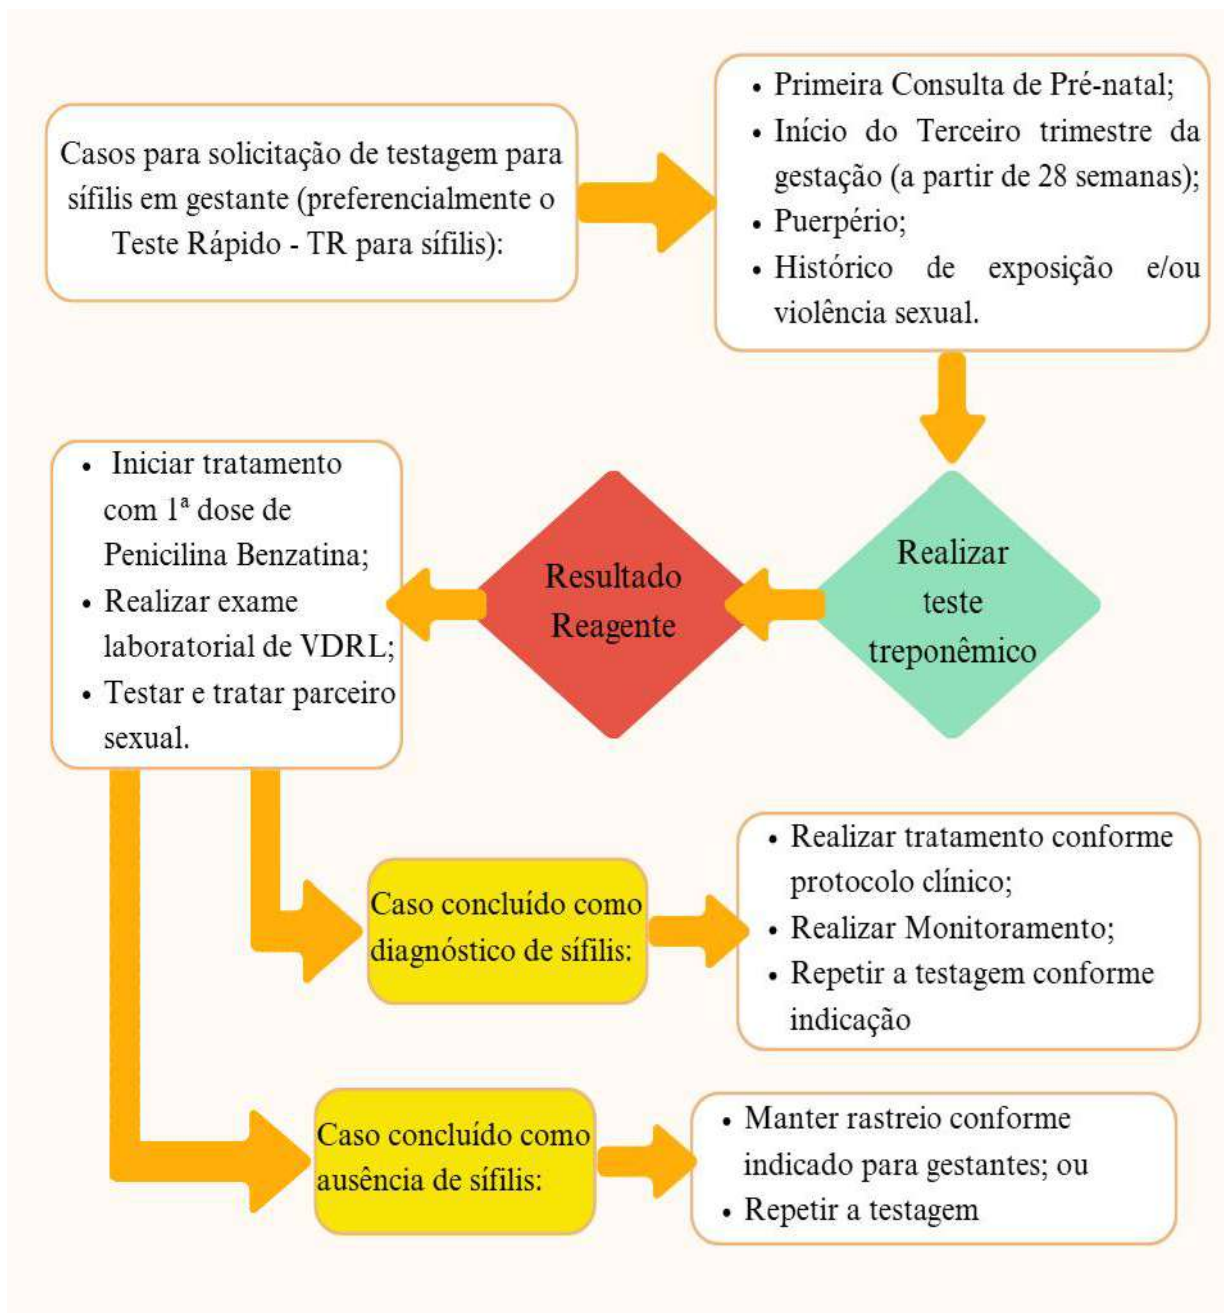 Casos para solicitação de testagem para
sífilis em gestante (preferencialmente o
Teste Rápido - TR para sífilis):
• Primeira Consulta de Pré-natal;
• Início do Terceiro trimestre da
gestação (a partir de 28 semanas);
• Puerpério;
• Histórico de exposição e/ou
violência sexual.
Realizar
teste
treponêmico
Resultado
Reagente
• Iniciar tratamento
com 1ª dose de
Penicilina Benzatina;
• Realizar exame
laboratorial de VDRL;
• Testar e tratar parceiro
sexual.
Caso concluído como
diagnóstico de sífilis:
• Realizar tratamento conforme
protocolo clínico;
• Realizar Monitoramento;
• Repetir a testagem conforme
indicação
Caso concluído como
ausência de sífilis:
• Manter rastreio conforme
indicado para gestantes; ou
• Repetir a testagem